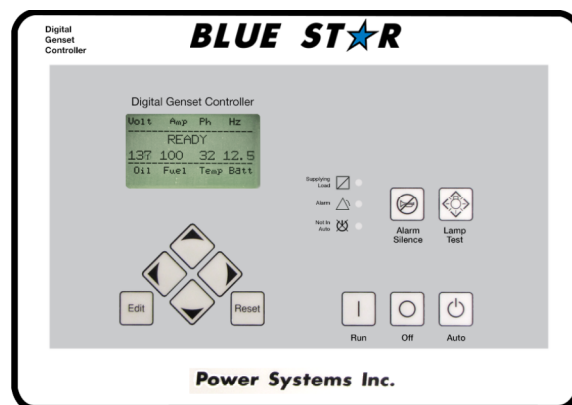 Digital
Genset
Controller
BLUE STAR
Digital Genset Controller
Volt Amp Ph Hz
READY
137 100 32 12.5
Oil Fuel Temp Batt
Supplying
Load
Alarm
Not In
Auto
Alarm
Silence
Lamp
Test
Edit
Reset
Run
Off
Auto
Power Systems Inc.